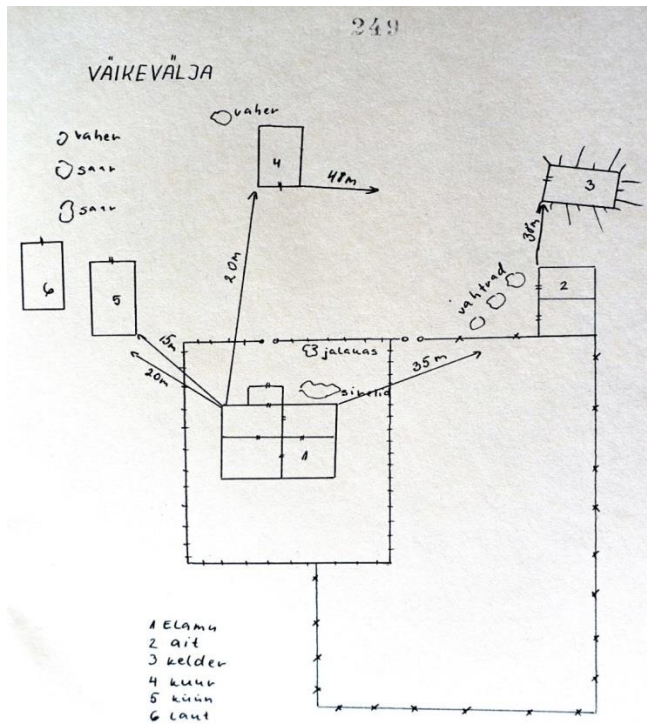 249
VÄIKEVÄLJA
vaher
vaher
saar
saar
4
48m
3
20m
38m
6
5
2
vahtrad
15m
20m
jalakas
35m
sirelid
1
1 Elamu
2 ait
3 kelder
4 kuur
5 küün
6 laut